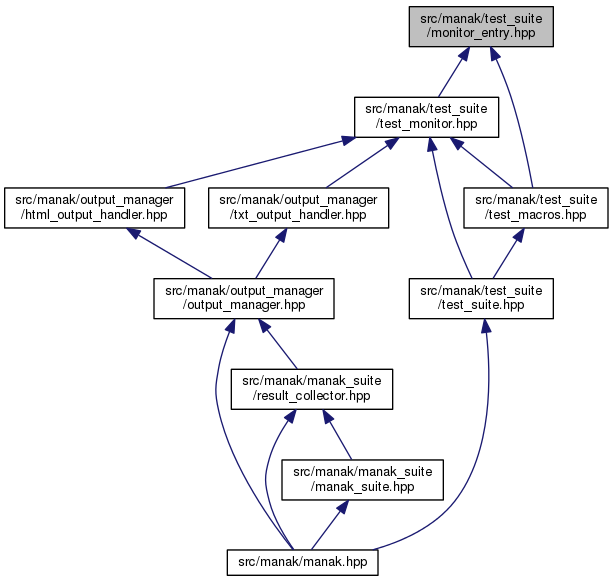 src/manak/test_suite
/monitor_entry.hpp
src/manak/test_suite
/test_monitor.hpp
src/manak/output_manager
/html_output_handler.hpp
src/manak/output_manager
/txt_output_handler.hpp
src/manak/test_suite
/test_macros.hpp
src/manak/output_manager
/output_manager.hpp
src/manak/test_suite
/test_suite.hpp
src/manak/manak_suite
/result_collector.hpp
src/manak/manak_suite
/manak_suite.hpp
src/manak/manak.hpp